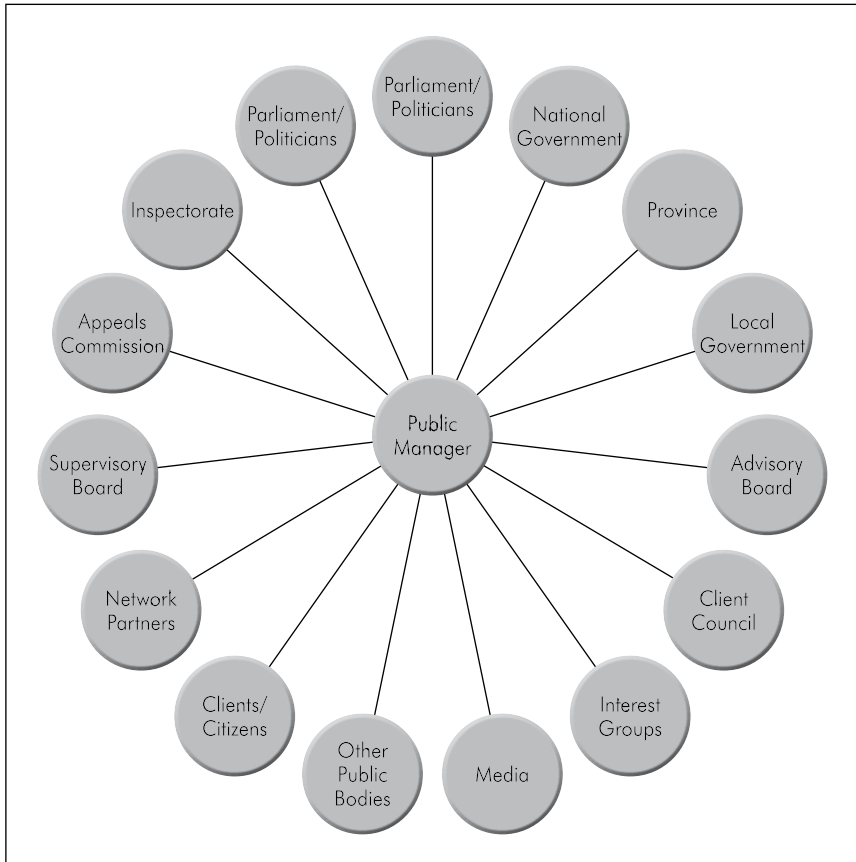 Parliament/
Politicians
National
Government
Province
Local
Government
Advisory
Board
Client
Council
Interest
Groups
Media
Other
Public
Bodies
Clients/
Citizens
Network
Partners
Supervisory
Board
Appeals
Commission
Inspectorate
Parliament/
Politicians
Public
Manager